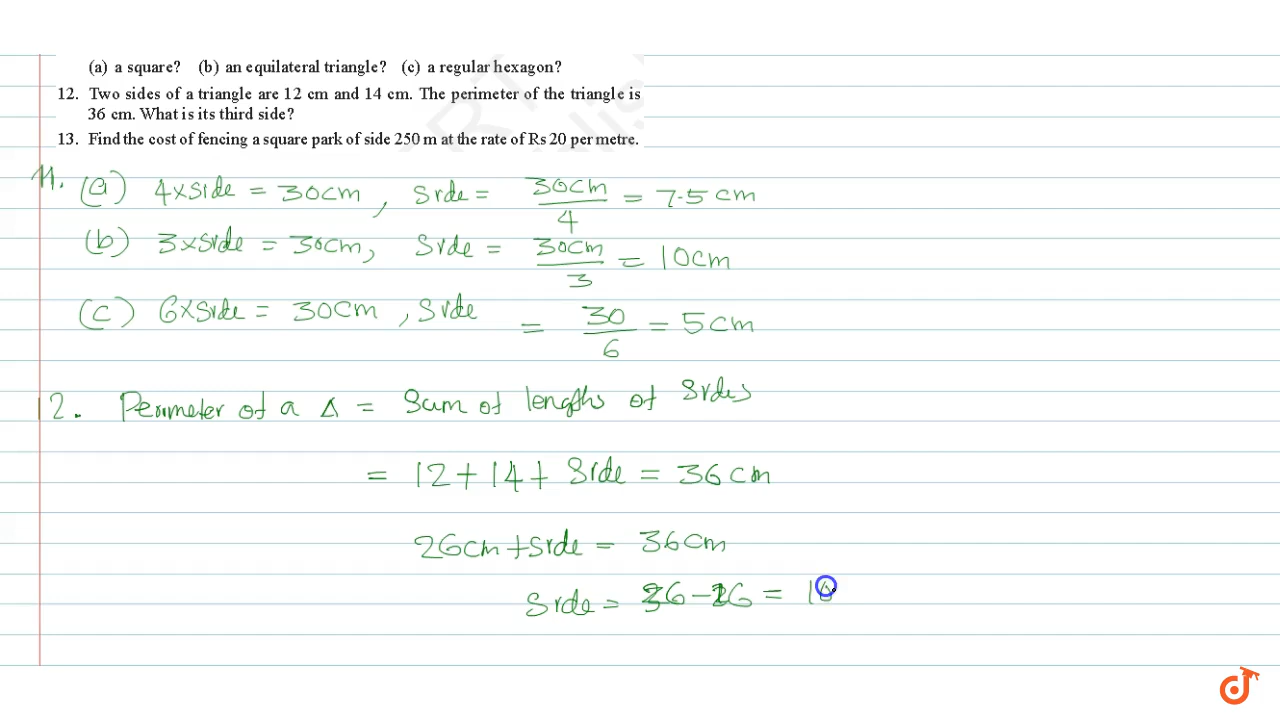 (a) a square? (b) an equilateral triangle? (c) a regular hexagon?
12. Two sides of a triangle are 12 cm and 14 cm. The perimeter of the triangle is
36 cm. What is its third side?
13. Find the cost of fencing a square park of side 250 m at the rate of Rs 20 per metre.
11. (a) 4×side = 30cm, Side = 30cm/4 = 7.5 cm
(b) 3×side = 30cm, Side = 30cm/3 = 10cm
(c) 6×side = 30cm, Side = 30/6 = 5cm
12. Perimeter of a Δ = Sum of lengths of Sides
= 12 + 14 + Side = 36cm
26cm + side = 36cm
Side = 36 - 26 = 10